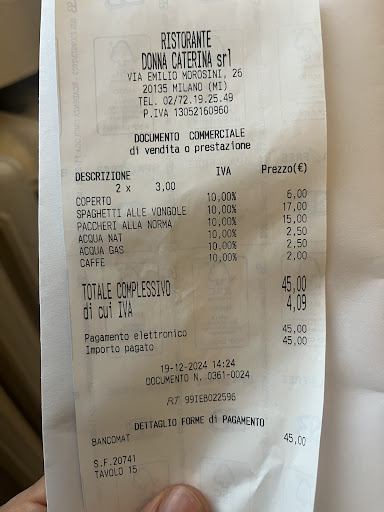 RISTORANTE
DONNA CATERINA srl
VIA EMILIO MOROSINI, 26
20135 MILANO (MI)
TEL. 02/72.19.25.49
P.IVA 13052160960
DOCUMENTO COMMERCIALE
di vendita o prestazione
DESCRIZIONE IVA Prezzo(€)
2 x 3,00
COPERTO 10,00% 6,00
SPAGHETTI ALLE VONGOLE 10,00% 17,00
PACCHERI ALLA NORMA 10,00% 15,00
ACQUA NAT 10,00% 2,50
ACQUA GAS 10,00% 2,50
CAFFE 10,00% 2,00
TOTALE COMPLESSIVO 45,00
di cui IVA 4,09
Pagamento elettronico 45,00
Importo pagato 45,00
19-12-2024 14:24
DOCUMENTO N. 0361-0024
RT 99IEB022596
DETTAGLIO FORME di PAGAMENTO
BANCOMAT 45,00
S.F.20741
TAVOLO 15